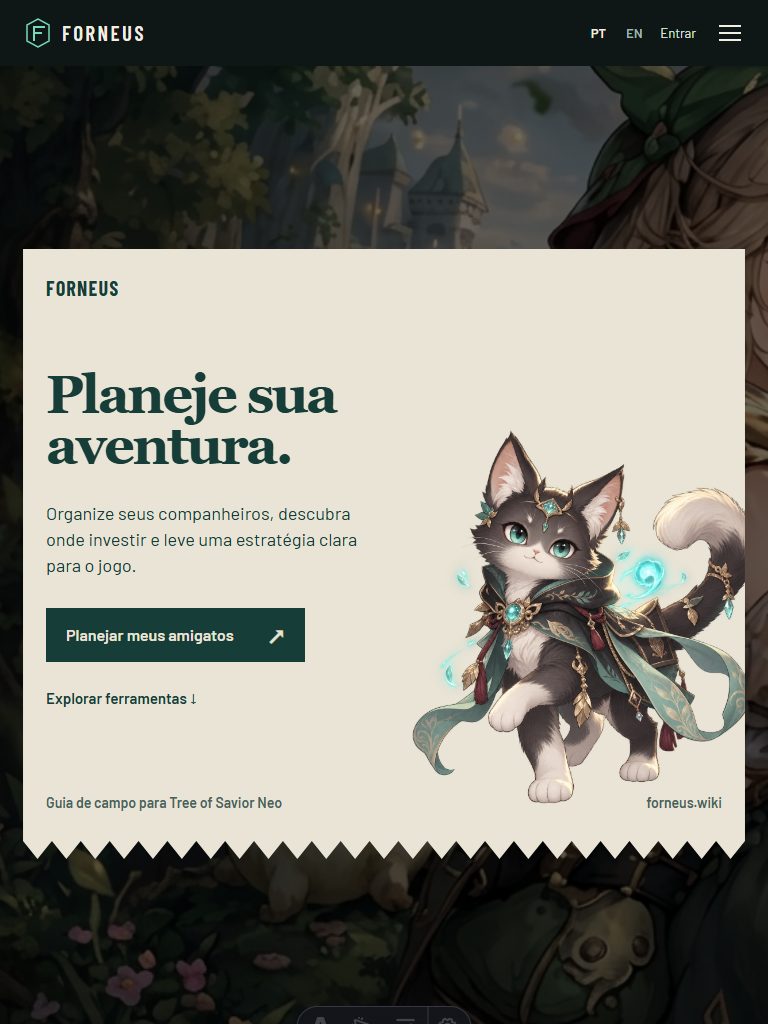 FORNEUS
PT EN Entrar
FORNEUS
Planeje sua
aventura.
Organize seus companheiros, descubra
onde investir e leve uma estratégia clara
para o jogo.
Planejar meus amigatos ↗
Explorar ferramentas ↓
Guia de campo para Tree of Savior Neo
forneus.wiki